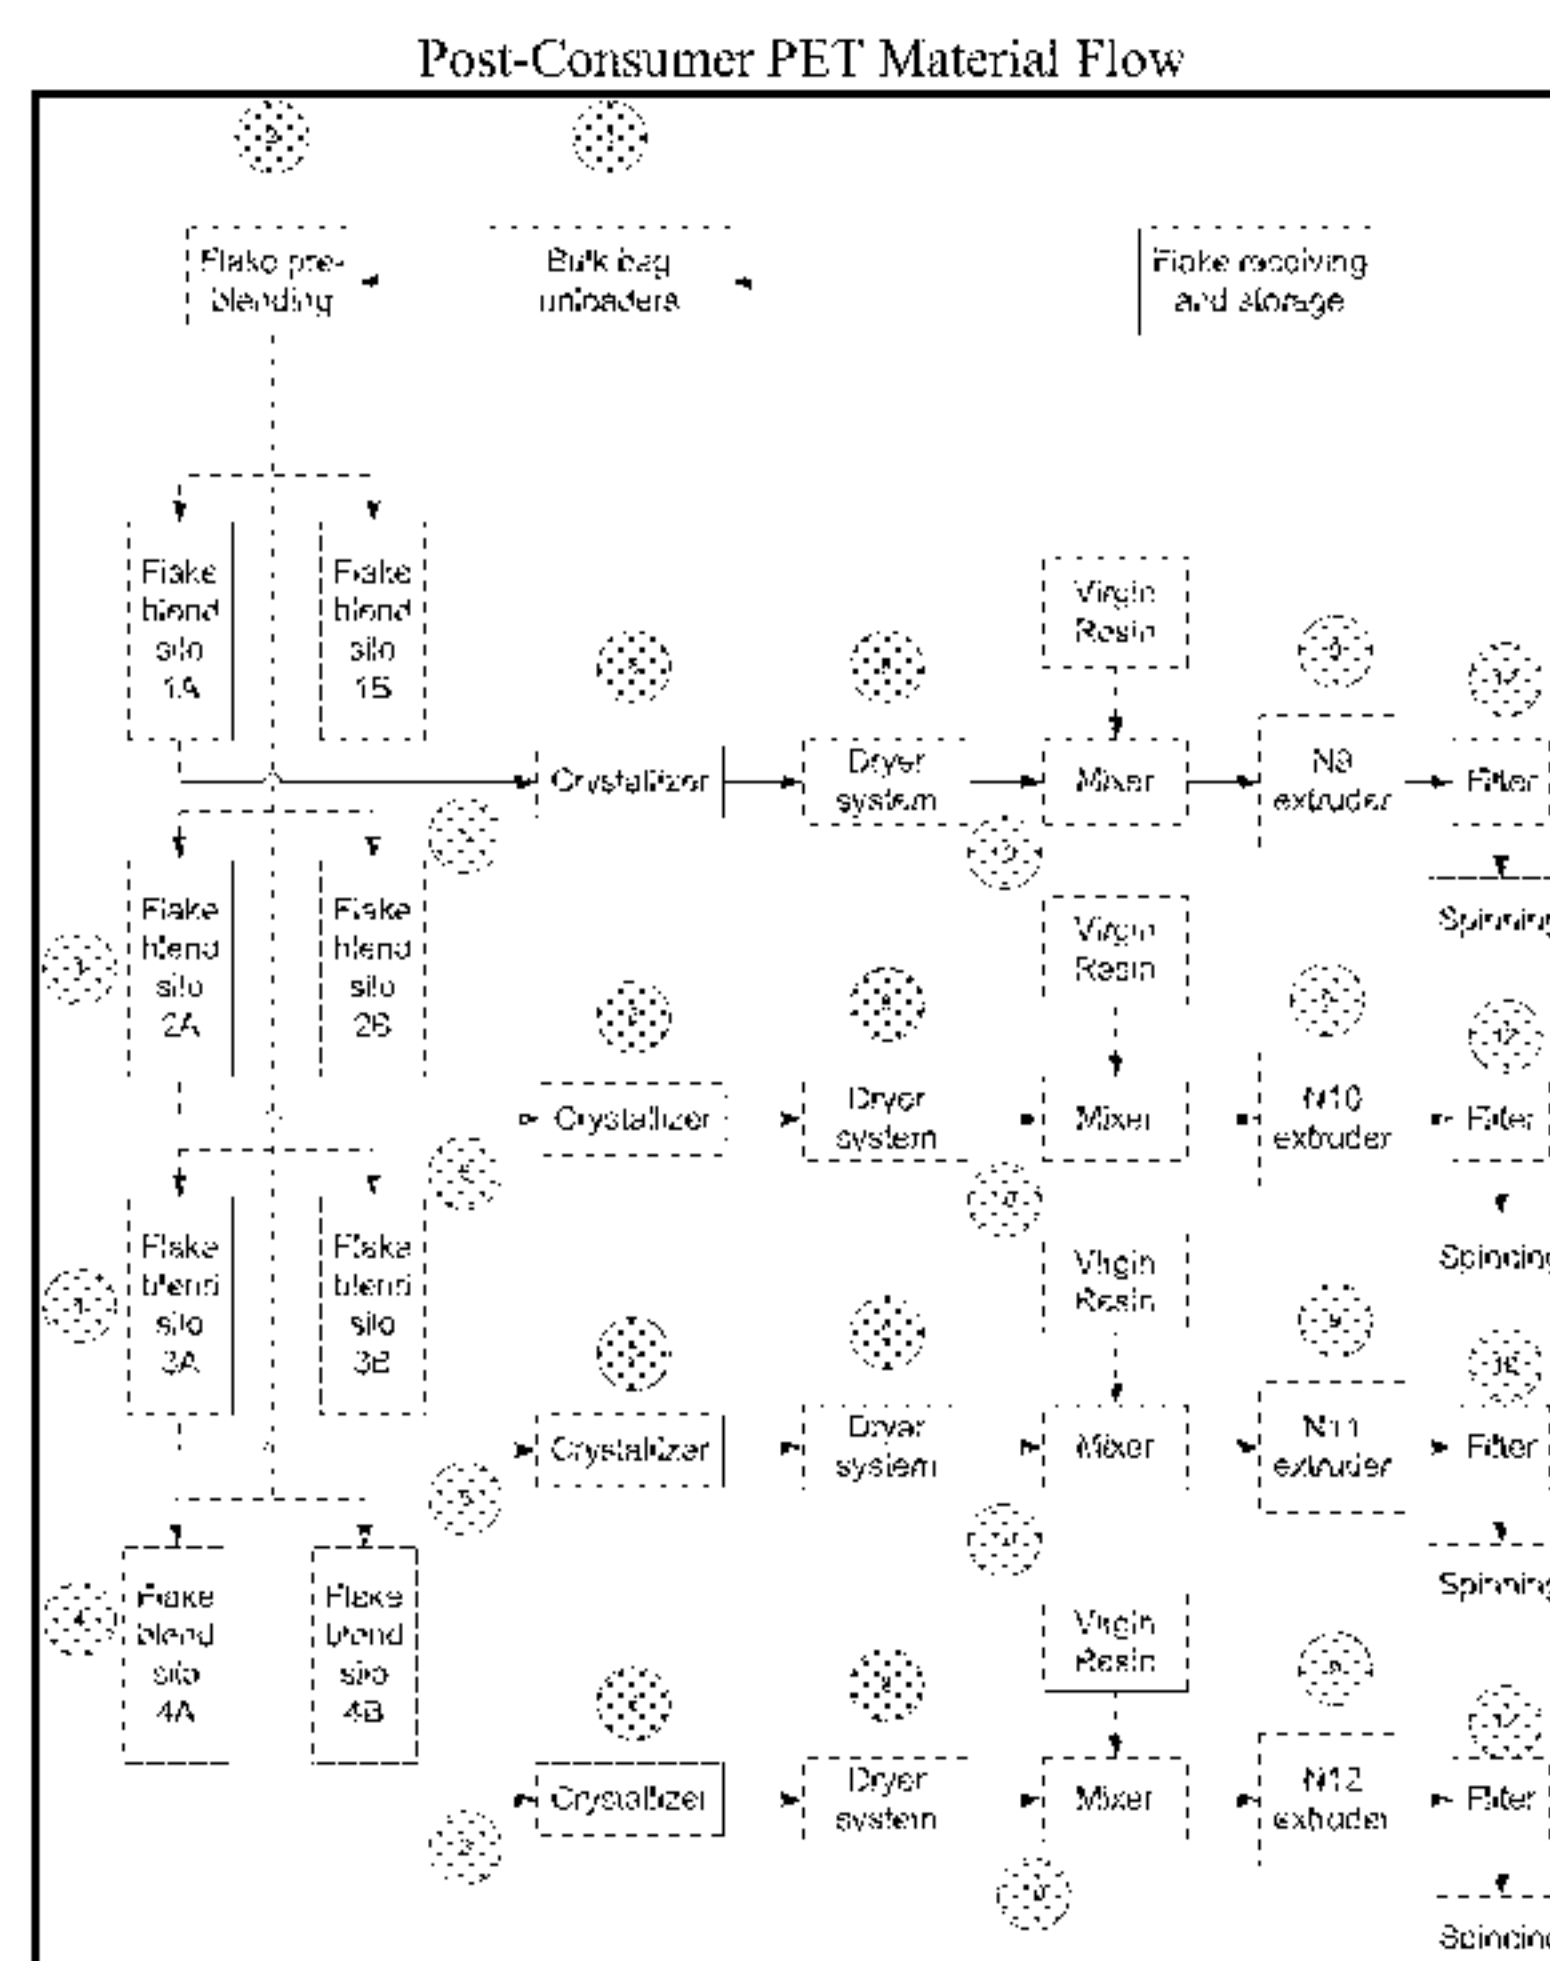 Post-Consumer PET Material Flow
Flake pre-
blending
Bulk bag
unloaders
Flake receiving
and storage
Flake
blend
silo
1A
Flake
blend
silo
1B
Virgin
Resin
Crystallizer
Dryer
system
Mixer
N9
extruder
Filter
Spinning
Flake
blend
silo
2A
Flake
blend
silo
2B
Virgin
Resin
Crystallizer
Dryer
system
Mixer
N10
extruder
Filter
Spinning
Flake
blend
silo
3A
Flake
blend
silo
3B
Virgin
Resin
Crystallizer
Dryer
system
Mixer
N11
extruder
Filter
Spinning
Flake
blend
silo
4A
Flake
blend
silo
4B
Virgin
Resin
Crystallizer
Dryer
system
Mixer
N12
extruder
Filter
Spinning